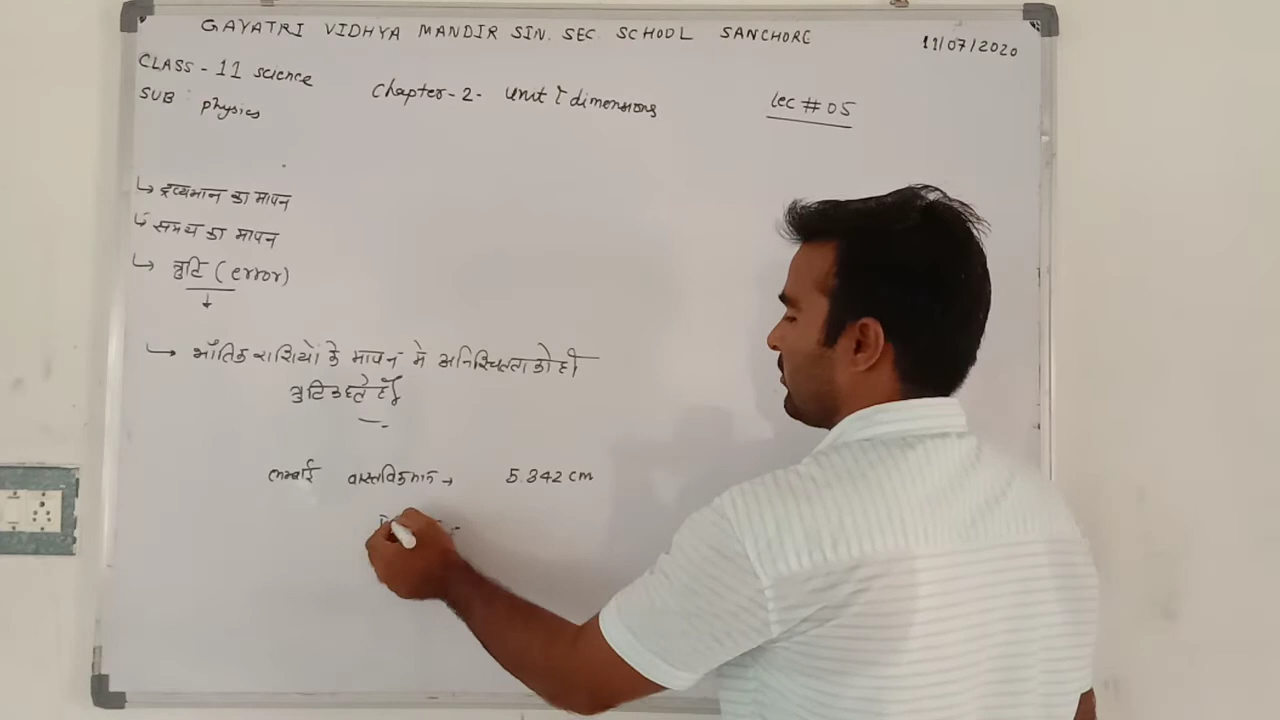 GAYATRI VIDHYA MANDIR SIN. SEC. SCHOOL SANCHORE
11/07/2020
CLASS - 11 science
SUB : physics
Chapter-2- Unit & dimensions
Lec # 05
द्रव्यमान का मापन
समय का मापन
त्रुटि (error)
भौतिक राशियों के मापन मे अनिश्चितता को ही
त्रुटि कहते हैं
लम्बाई वास्तविक मान → 5.342 cm